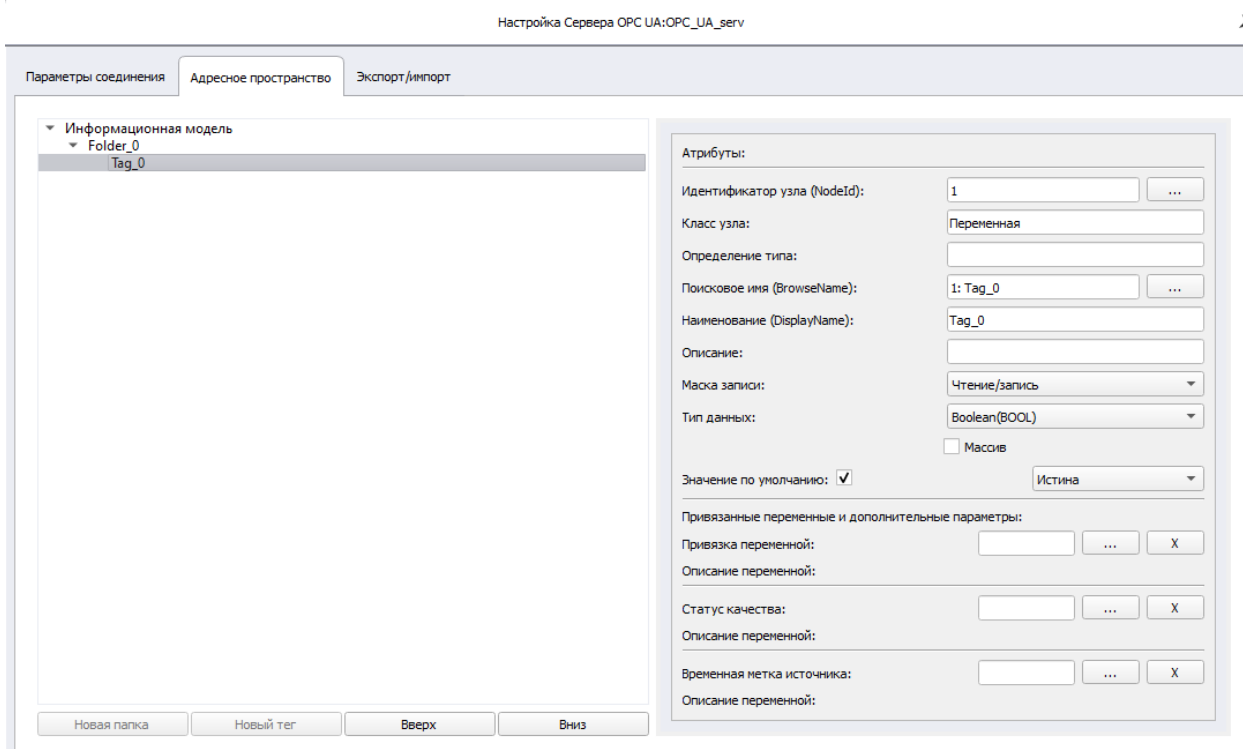 Настройка Сервера OPC UA:OPC_UA_serv
Параметры соединения Адресное пространство Экспорт/импорт
Информационная модель
Folder_0
Tag_0
Новая папка Новый тег Вверх Вниз
Атрибуты:
Идентификатор узла (NodeId): 1 ...
Класс узла: Переменная
Определение типа:
Поисковое имя (BrowseName): 1: Tag_0 ...
Наименование (DisplayName): Tag_0
Описание:
Маска записи: Чтение/запись
Тип данных: Boolean(BOOL)
Массив
Значение по умолчанию: Истина
Привязанные переменные и дополнительные параметры:
Привязка переменной: ... X
Описание переменной:
Статус качества: ... X
Описание переменной:
Временная метка источника: ... X
Описание переменной: